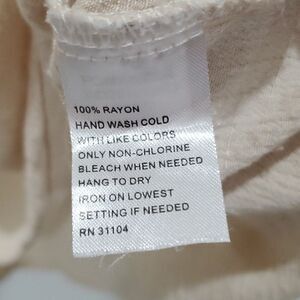 100% RAYON
HAND WASH COLD
WITH LIKE COLORS
ONLY NON-CHLORINE
BLEACH WHEN NEEDED
HANG TO DRY
IRON ON LOWEST
SETTING IF NEEDED
RN 31104